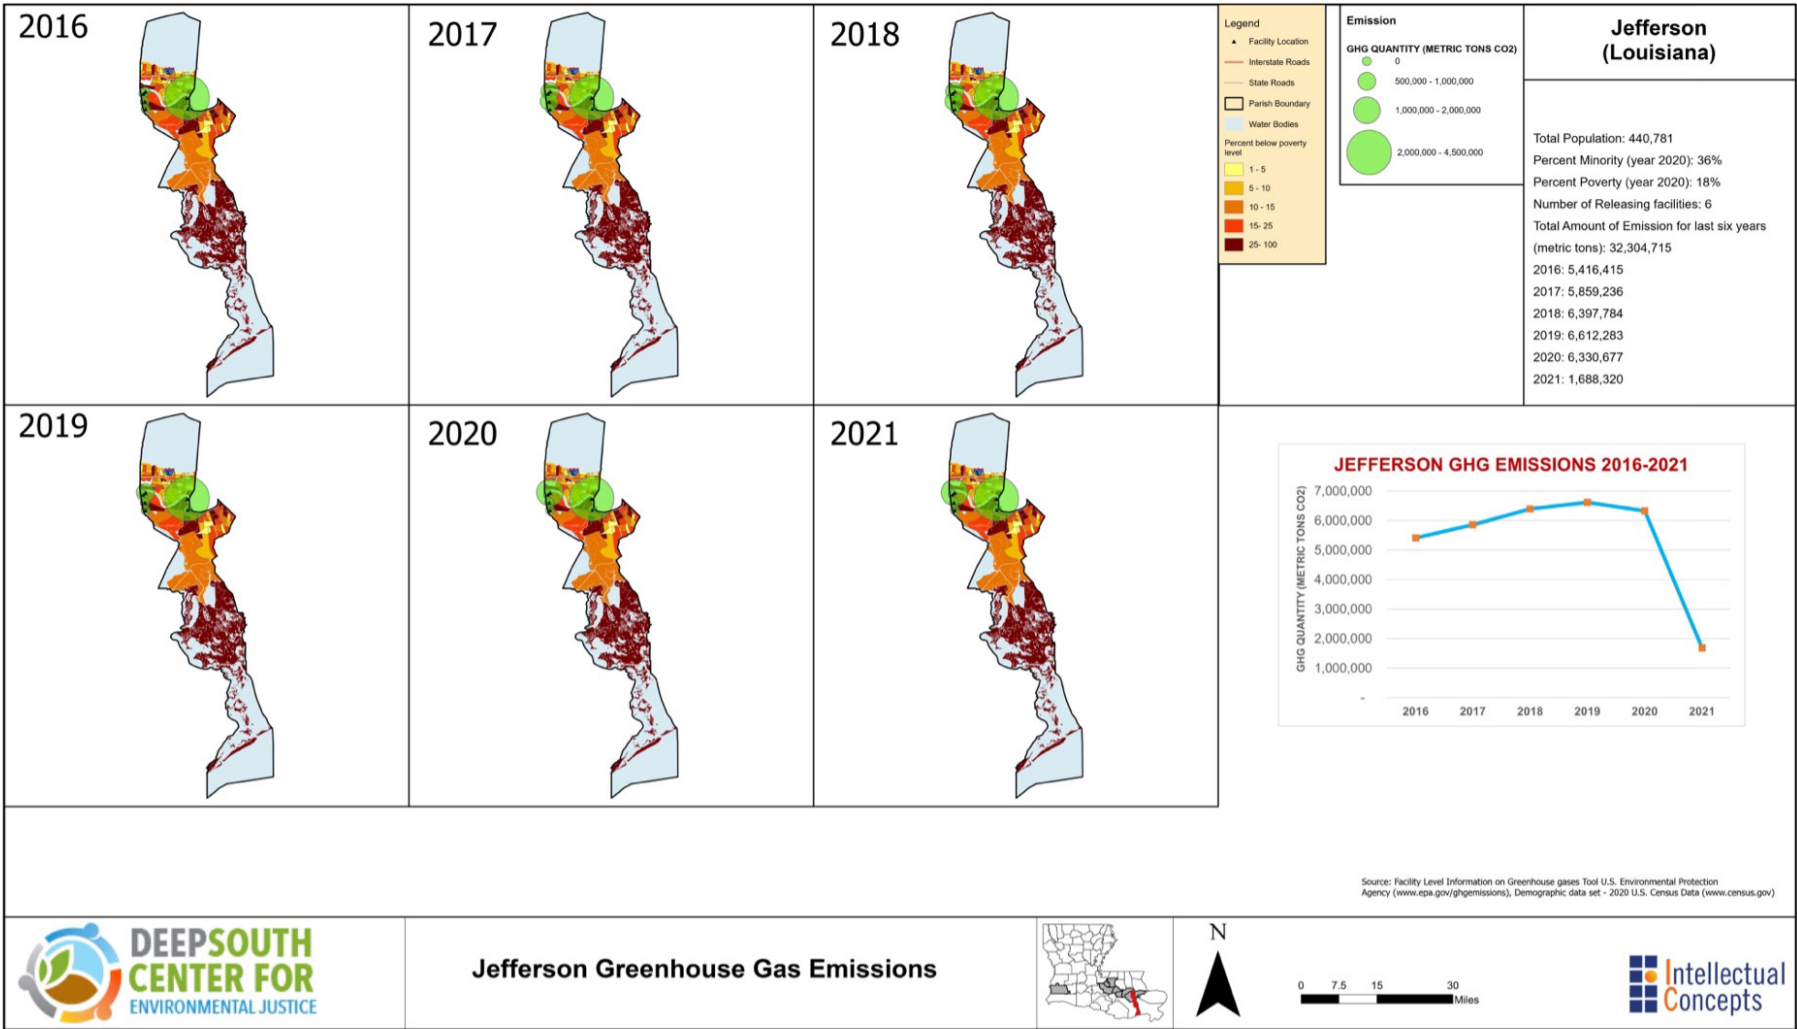 2016
2017
2018
Legend
Facility Location
Interstate Roads
State Roads
Parish Boundary
Water Bodies
Percent below poverty
level
1 - 5
5 - 10
10 - 15
15- 25
25- 100
Emission
GHG QUANTITY (METRIC TONS CO2)
0
500,000 - 1,000,000
1,000,000 - 2,000,000
2,000,000 - 4,500,000
Jefferson
(Louisiana)
Total Population: 440,781
Percent Minority (year 2020): 36%
Percent Poverty (year 2020): 18%
Number of Releasing facilities: 6
Total Amount of Emission for last six years
(metric tons): 32,304,715
2016: 5,416,415
2017: 5,859,236
2018: 6,397,784
2019: 6,612,283
2020: 6,330,677
2021: 1,688,320
2019
2020
2021
JEFFERSON GHG EMISSIONS 2016-2021
GHG QUANTITY (METRIC TONS CO2)
7,000,000
6,000,000
5,000,000
4,000,000
3,000,000
2,000,000
1,000,000
-
2016 2017 2018 2019 2020 2021
Source: Facility Level Information on Greenhouse gases Tool U.S. Environmental Protection
Agency (www.epa.gov/ghgemissions), Demographic data set - 2020 U.S. Census Data (www.census.gov)
DEEPSOUTH
CENTER FOR
ENVIRONMENTAL JUSTICE
Jefferson Greenhouse Gas Emissions
N
0 7.5 15 30
Miles
Intellectual
Concepts